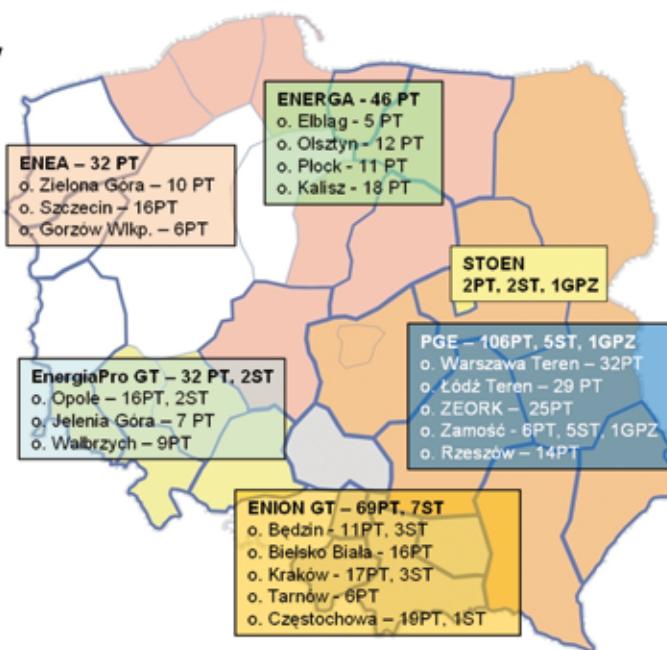 ENERGA - 46 PT
o. Elbląg - 5 PT
o. Olsztyn - 12 PT
o. Płock - 11 PT
o. Kalisz - 18 PT
ENEA – 32 PT
o. Zielona Góra – 10 PT
o. Szczecin – 16PT
o. Gorzów Wlkp. – 6PT
STOEN
2PT, 2ST, 1GPZ
PGE – 106PT, 5ST, 1GPZ
o. Warszawa Teren – 32PT
o. Łódź Teren – 29 PT
o. ZEORK – 25PT
o. Zamość - 6PT, 5ST, 1GPZ
o. Rzeszów – 14PT
EnergiaPro GT – 32 PT, 2ST
o. Opole – 16PT, 2ST
o. Jelenia Góra – 7 PT
o. Wałbrzych – 9PT
ENION GT – 69PT, 7ST
o. Będzin - 11PT, 3ST
o. Bielsko Biała - 16PT
o. Kraków - 17PT, 3ST
o. Tarnów - 6PT
o. Częstochowa – 19PT, 1ST